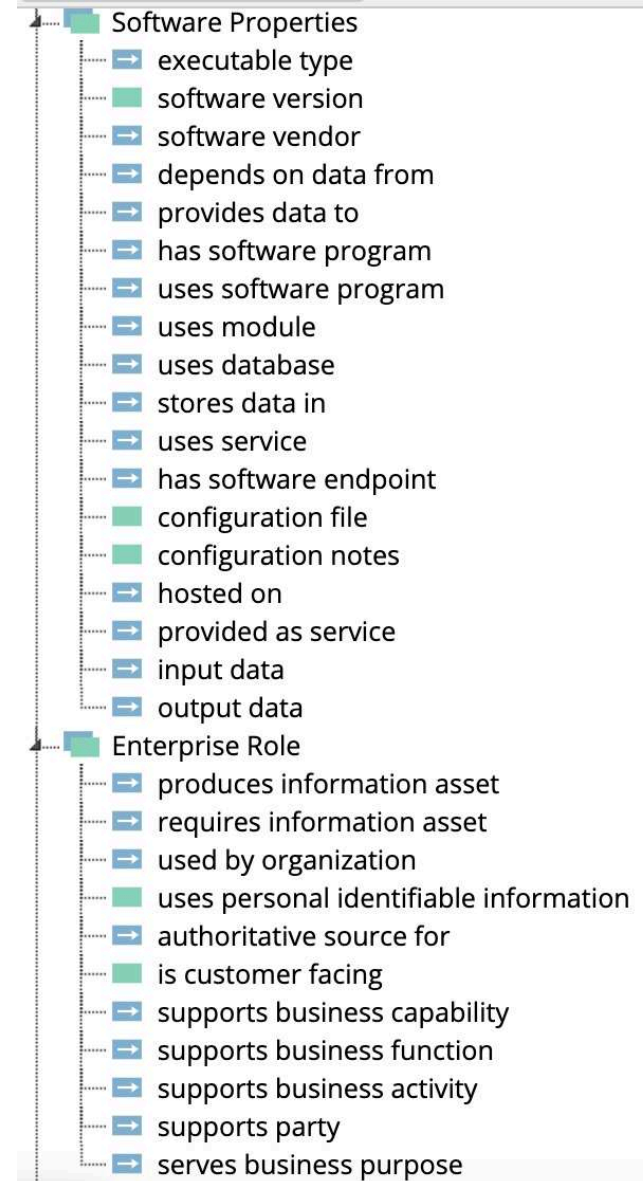 Software Properties
executable type
software version
software vendor
depends on data from
provides data to
has software program
uses software program
uses module
uses database
stores data in
uses service
has software endpoint
configuration file
configuration notes
hosted on
provided as service
input data
output data
Enterprise Role
produces information asset
requires information asset
used by organization
uses personal identifiable information
authoritative source for
is customer facing
supports business capability
supports business function
supports business activity
supports party
serves business purpose